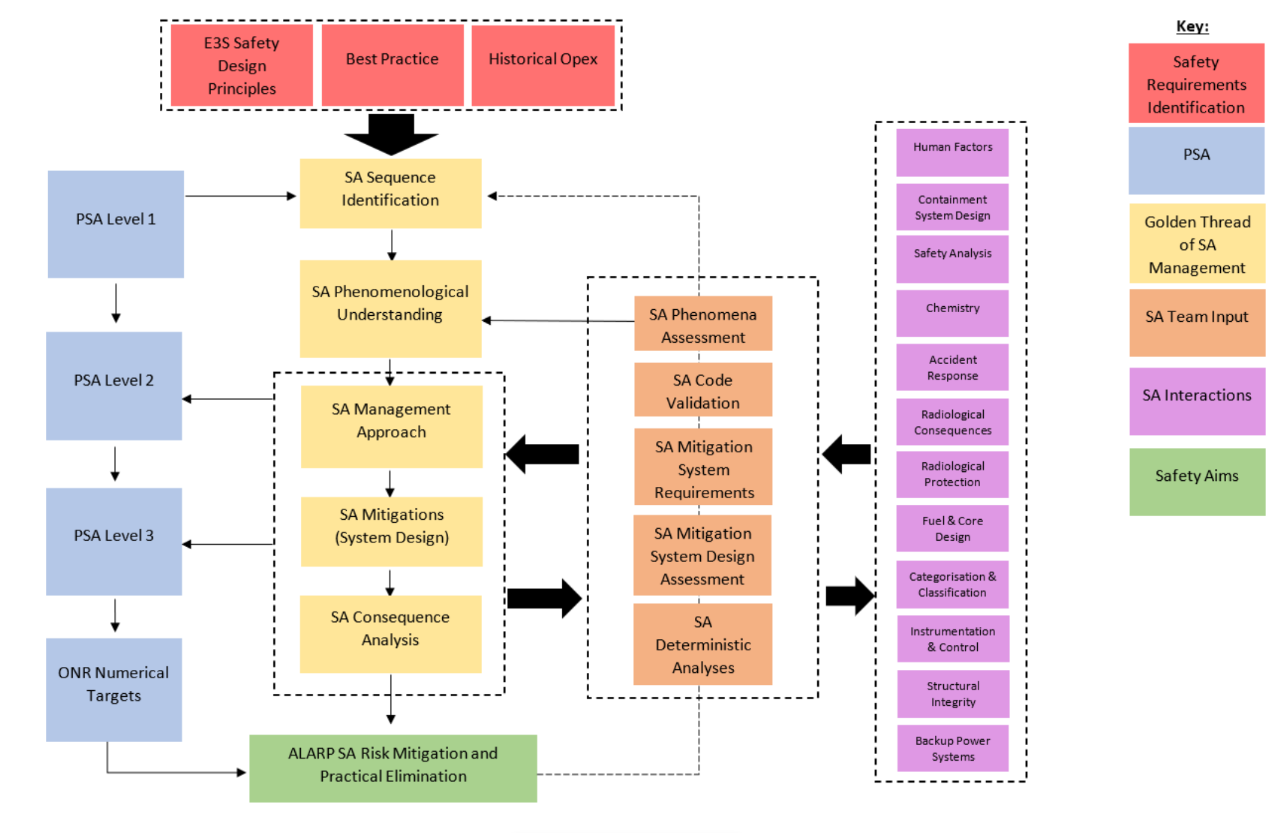 Key:
E3S Safety
Design
Principles
Best Practice
Historical Opex
Safety
Requirements
Identification
PSA
Golden Thread
of SA
Management
SA Team Input
SA Interactions
Safety Aims
PSA Level 1
PSA Level 2
PSA Level 3
ONR Numerical
Targets
SA Sequence
Identification
SA Phenomenological
Understanding
SA Management
Approach
SA Mitigations
(System Design)
SA Consequence
Analysis
ALARP SA Risk Mitigation and
Practical Elimination
SA Phenomena
Assessment
SA Code
Validation
SA Mitigation
System
Requirements
SA Mitigation
System Design
Assessment
SA
Deterministic
Analyses
Human Factors
Containment
System Design
Safety Analysis
Chemistry
Accident
Response
Radiological
Consequences
Radiological
Protection
Fuel & Core
Design
Categorisation &
Classification
Instrumentation
& Control
Structural
Integrity
Backup Power
Systems